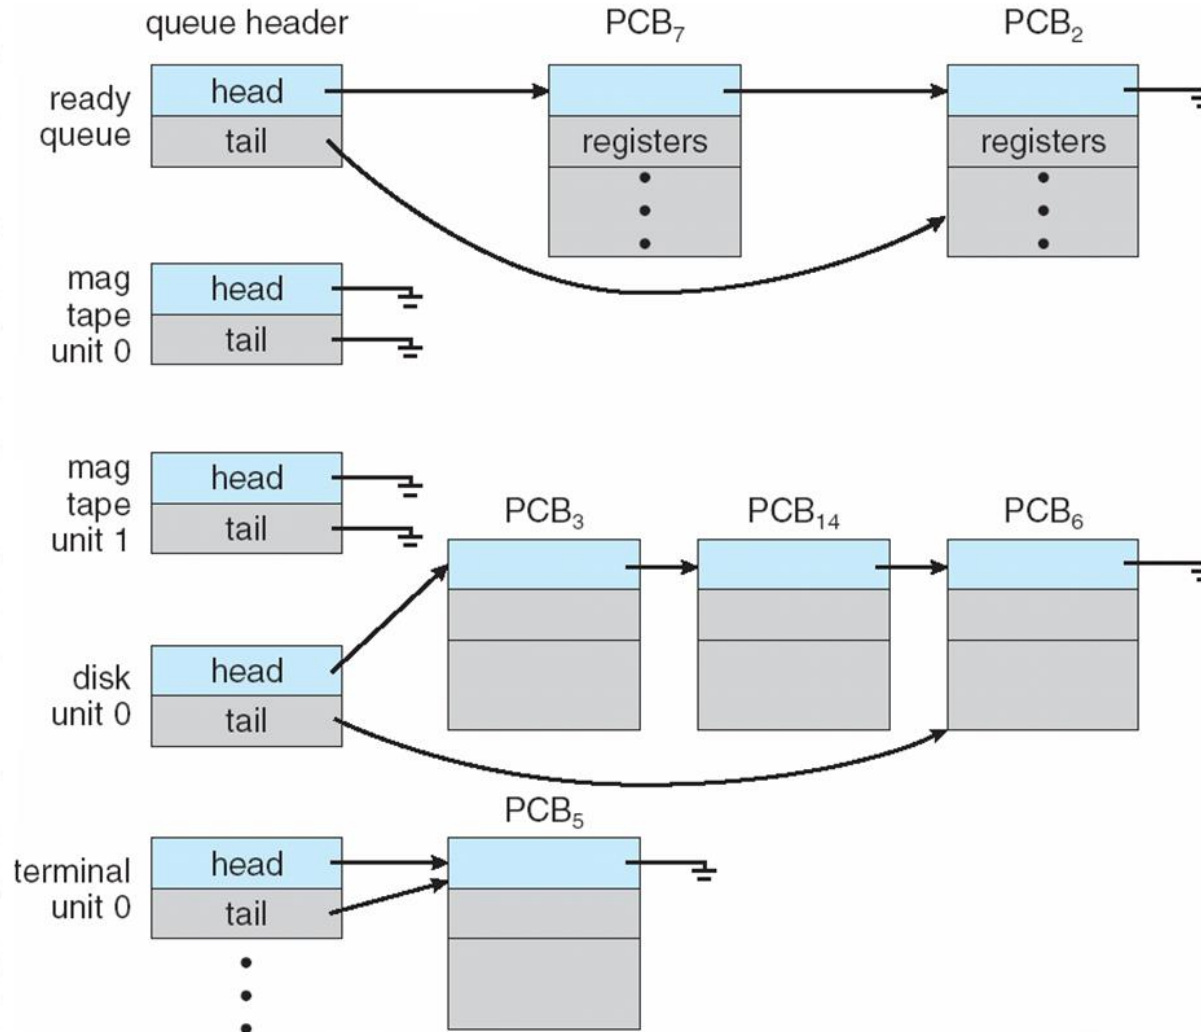 queue header PCB₇ PCB₂
ready
queue
head
tail
registers
registers
mag
tape
unit 0
head
tail
mag
tape
unit 1
head
tail
PCB₃ PCB₁₄ PCB₆
disk
unit 0
head
tail
PCB₅
terminal
unit 0
head
tail